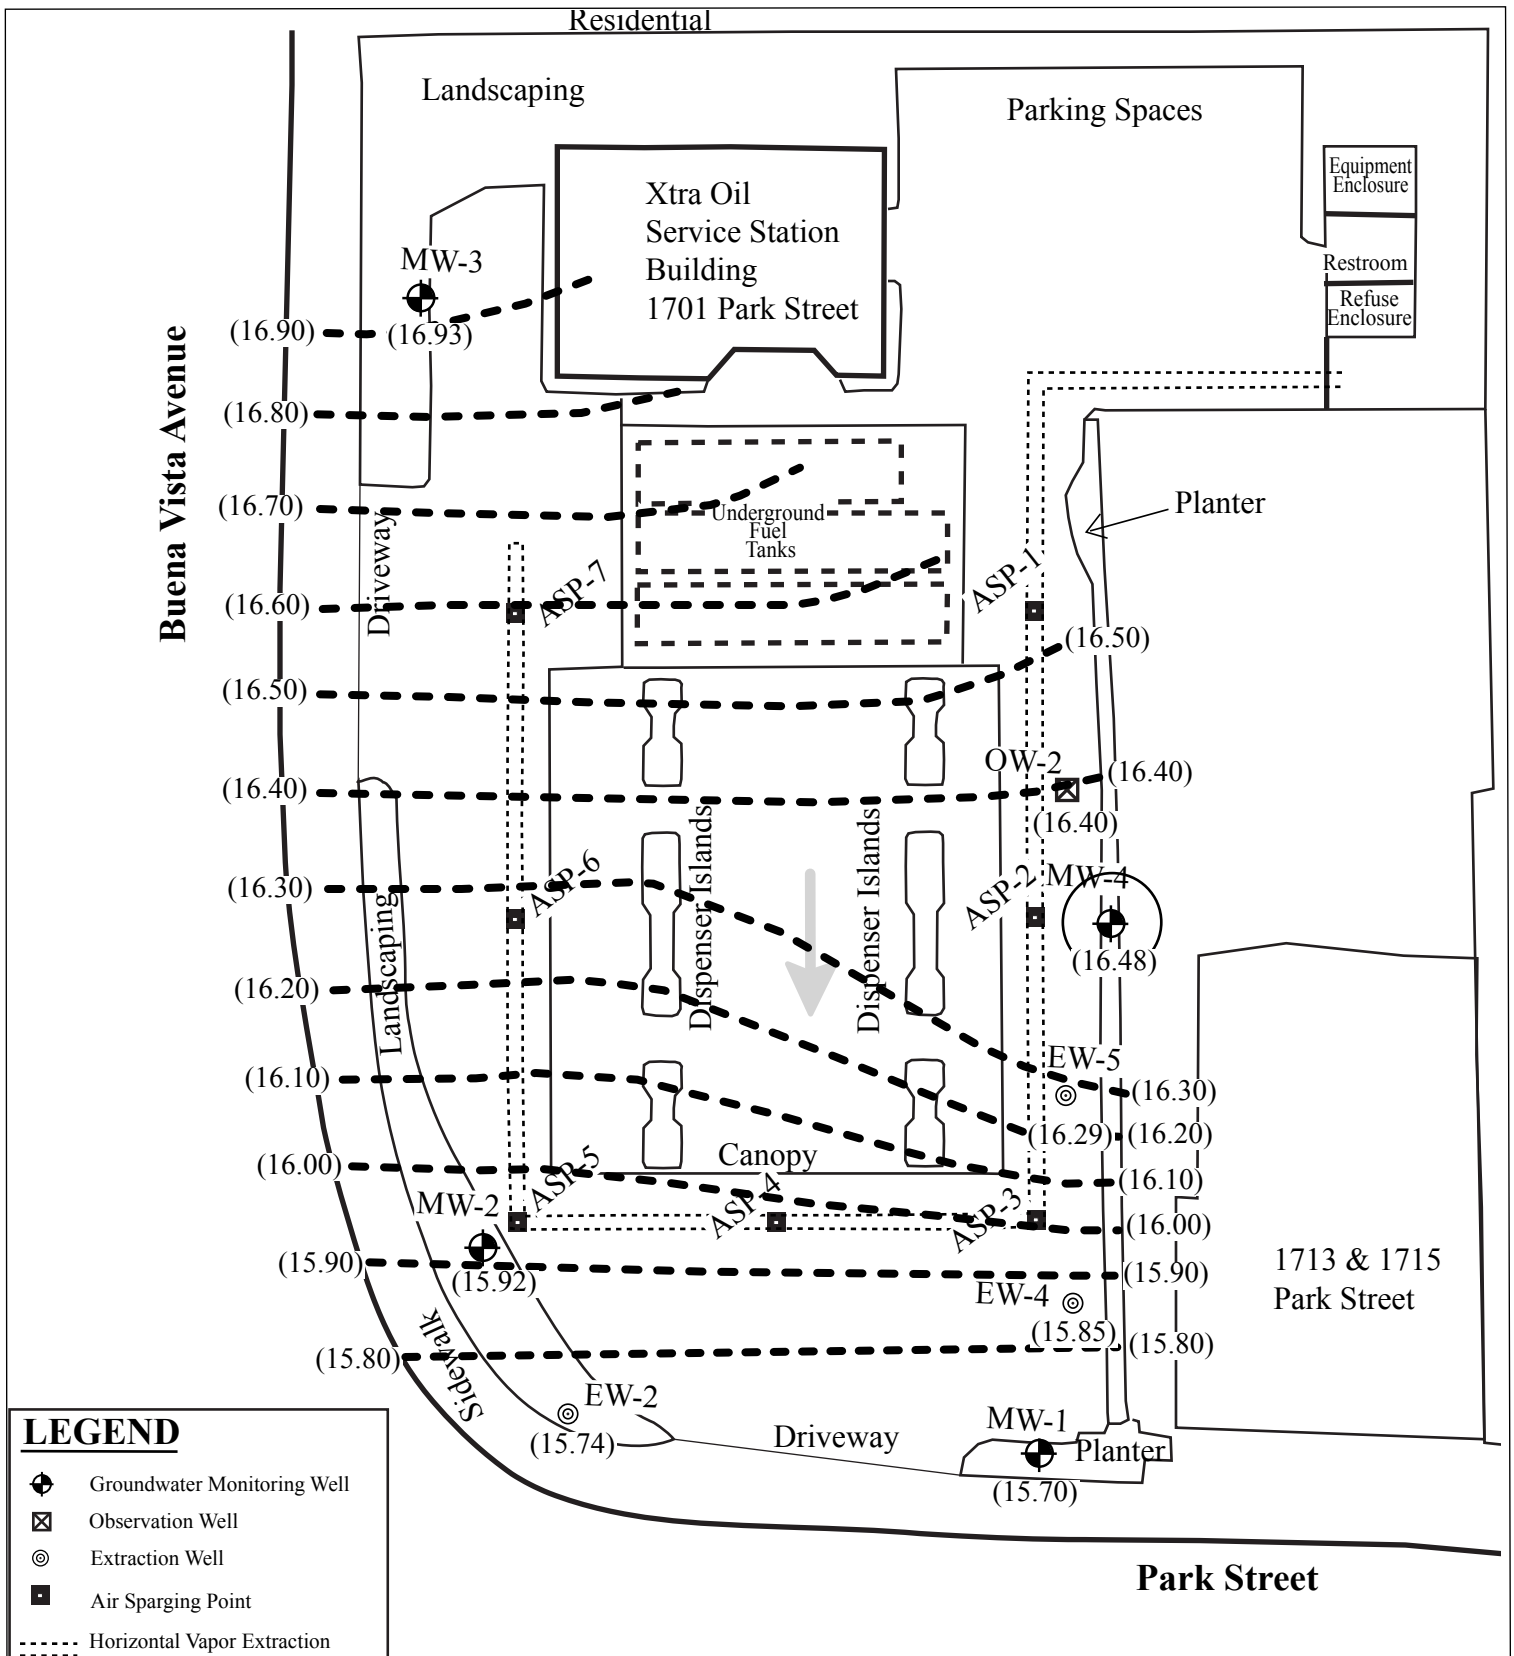 Residential
Landscaping
Parking Spaces
Xtra Oil
Service Station
Building
1701 Park Street
Equipment
Enclosure
Restroom
Refuse
Enclosure
MW-3
(16.90)
(16.93)
(16.80)
Buena Vista Avenue
(16.70)
Driveway
Underground
Fuel
Tanks
Planter
ASP-7
ASP-1
(16.60)
(16.50)
(16.50)
OW-2
(16.40)
(16.40)
(16.40)
Dispenser Islands
Dispenser Islands
ASP-6
ASP-2
MW-4
(16.30)
(16.48)
Landscaping
(16.20)
EW-5
(16.10)
(16.30)
(16.29)
(16.20)
Canopy
(16.00)
ASP-5
(16.10)
MW-2
ASP-4
ASP-3
(16.00)
(15.90)
(15.92)
(15.90)
1713 & 1715
Park Street
EW-4
(15.85)
(15.80)
(15.80)
Sidewalk
EW-2
(15.74)
Driveway
MW-1
Planter
(15.70)
Park Street
LEGEND
Groundwater Monitoring Well
Observation Well
Extraction Well
Air Sparging Point
Horizontal Vapor Extraction